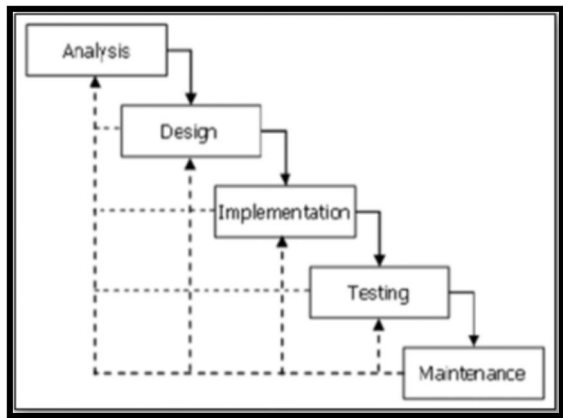 Analysis
Design
Implementation
Testing
Maintenance